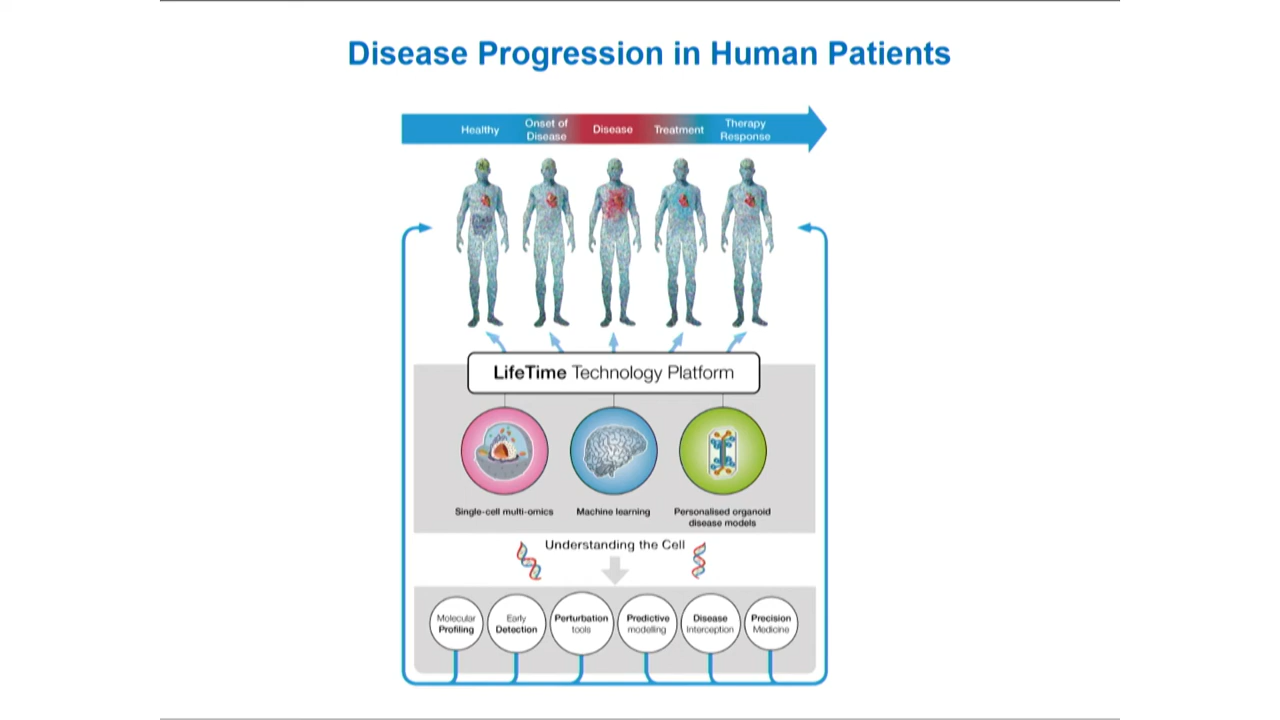 Disease Progression in Human Patients
Healthy
Onset of
Disease
Disease
Treatment
Therapy
Response
LifeTime Technology Platform
Single-cell multi-omics
Machine learning
Personalised organoid
disease models
Understanding the Cell
Molecular
Profiling
Early
Detection
Perturbation
tools
Predictive
modelling
Disease
Interception
Precision
Medicine